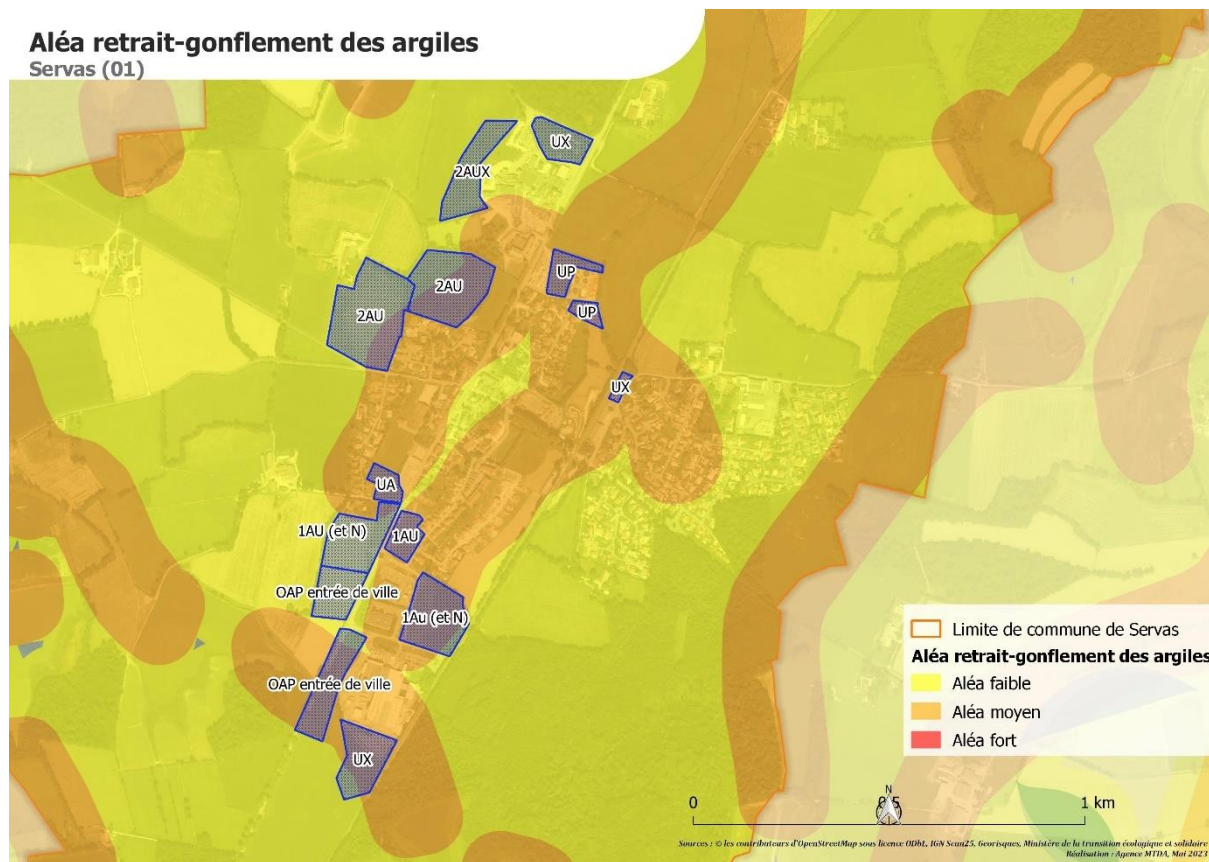 Aléa retrait-gonflement des argiles
Servas (01)
UX
2AUX
UP
2AU
2AU
UP
UX
UA
1AU (et N)
1AU
OAP entrée de ville
1Au (et N)
OAP entrée de ville
UX
Limite de commune de Servas
Aléa retrait-gonflement des argiles
Aléa faible
Aléa moyen
Aléa fort
N
0 0,5 1 km
Sources : © les contributeurs d'OpenStreetMap sous licence ODbL, IGN Scan25, Georisques, Ministère de la transition écologique et solidaire
Réalisation : Agence MTDA, Mai 2023